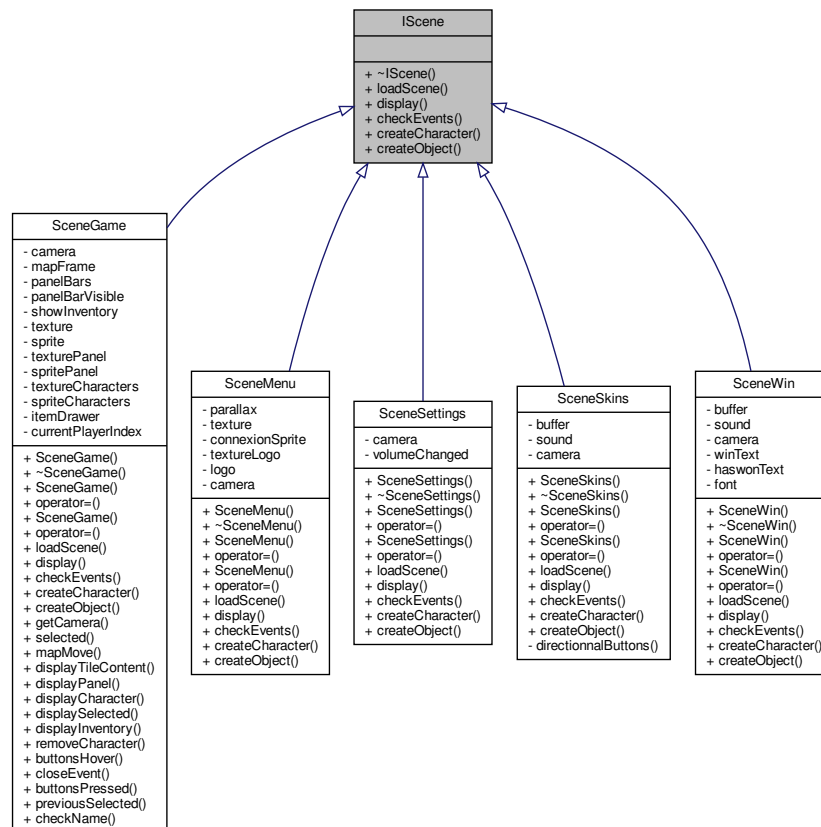 IScene
+ ~IScene()
+ loadScene()
+ display()
+ checkEvents()
+ createCharacter()
+ createObject()
SceneGame
- camera
- mapFrame
- panelBars
- panelBarVisible
- showInventory
- texture
- sprite
- texturePanel
- spritePanel
- textureCharacters
- spriteCharacters
- itemDrawer
- currentPlayerIndex
+ SceneGame()
+ ~SceneGame()
+ SceneGame()
+ operator=()
+ SceneGame()
+ operator=()
+ loadScene()
+ display()
+ checkEvents()
+ createCharacter()
+ createObject()
+ getCamera()
+ selected()
+ mapMove()
+ displayTileContent()
+ displayPanel()
+ displayCharacter()
+ displaySelected()
+ displayInventory()
+ removeCharacter()
+ buttonsHover()
+ closeEvent()
+ buttonsPressed()
+ previousSelected()
+ checkName()
SceneMenu
- parallax
- texture
- connexionSprite
- textureLogo
- logo
- camera
+ SceneMenu()
+ ~SceneMenu()
+ SceneMenu()
+ operator=()
+ SceneMenu()
+ operator=()
+ loadScene()
+ display()
+ checkEvents()
+ createCharacter()
+ createObject()
SceneSettings
- camera
- volumeChanged
+ SceneSettings()
+ ~SceneSettings()
+ SceneSettings()
+ operator=()
+ SceneSettings()
+ operator=()
+ loadScene()
+ display()
+ checkEvents()
+ createCharacter()
+ createObject()
SceneSkins
- buffer
- sound
- camera
+ SceneSkins()
+ ~SceneSkins()
+ SceneSkins()
+ operator=()
+ SceneSkins()
+ operator=()
+ loadScene()
+ display()
+ checkEvents()
+ createCharacter()
+ createObject()
- directionnalButtons()
SceneWin
- buffer
- sound
- camera
- winText
- haswonText
- font
+ SceneWin()
+ ~SceneWin()
+ SceneWin()
+ operator=()
+ SceneWin()
+ operator=()
+ loadScene()
+ display()
+ checkEvents()
+ createCharacter()
+ createObject()